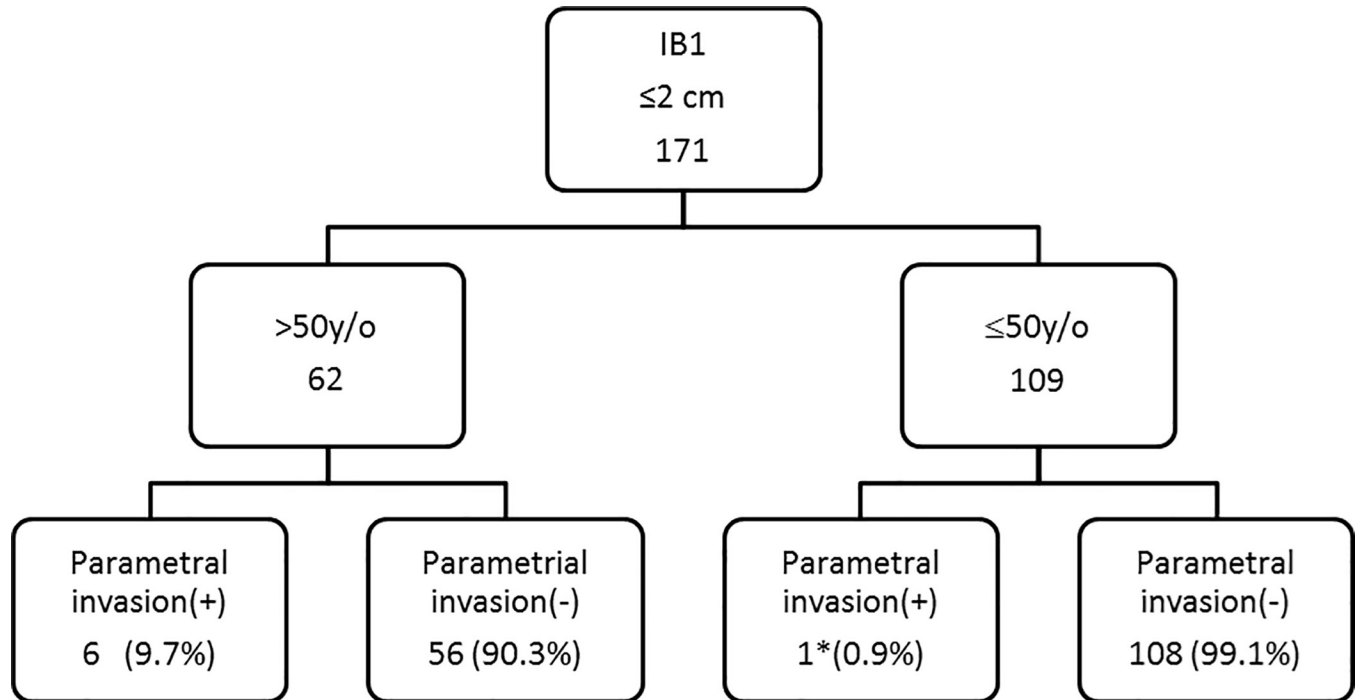 IB1
≤2 cm
171
>50y/o
62
≤50y/o
109
Parametral
invasion(+)
6 (9.7%)
Parametrial
invasion(-)
56 (90.3%)
Parametral
invasion(+)
1*(0.9%)
Parametral
invasion(-)
108 (99.1%)